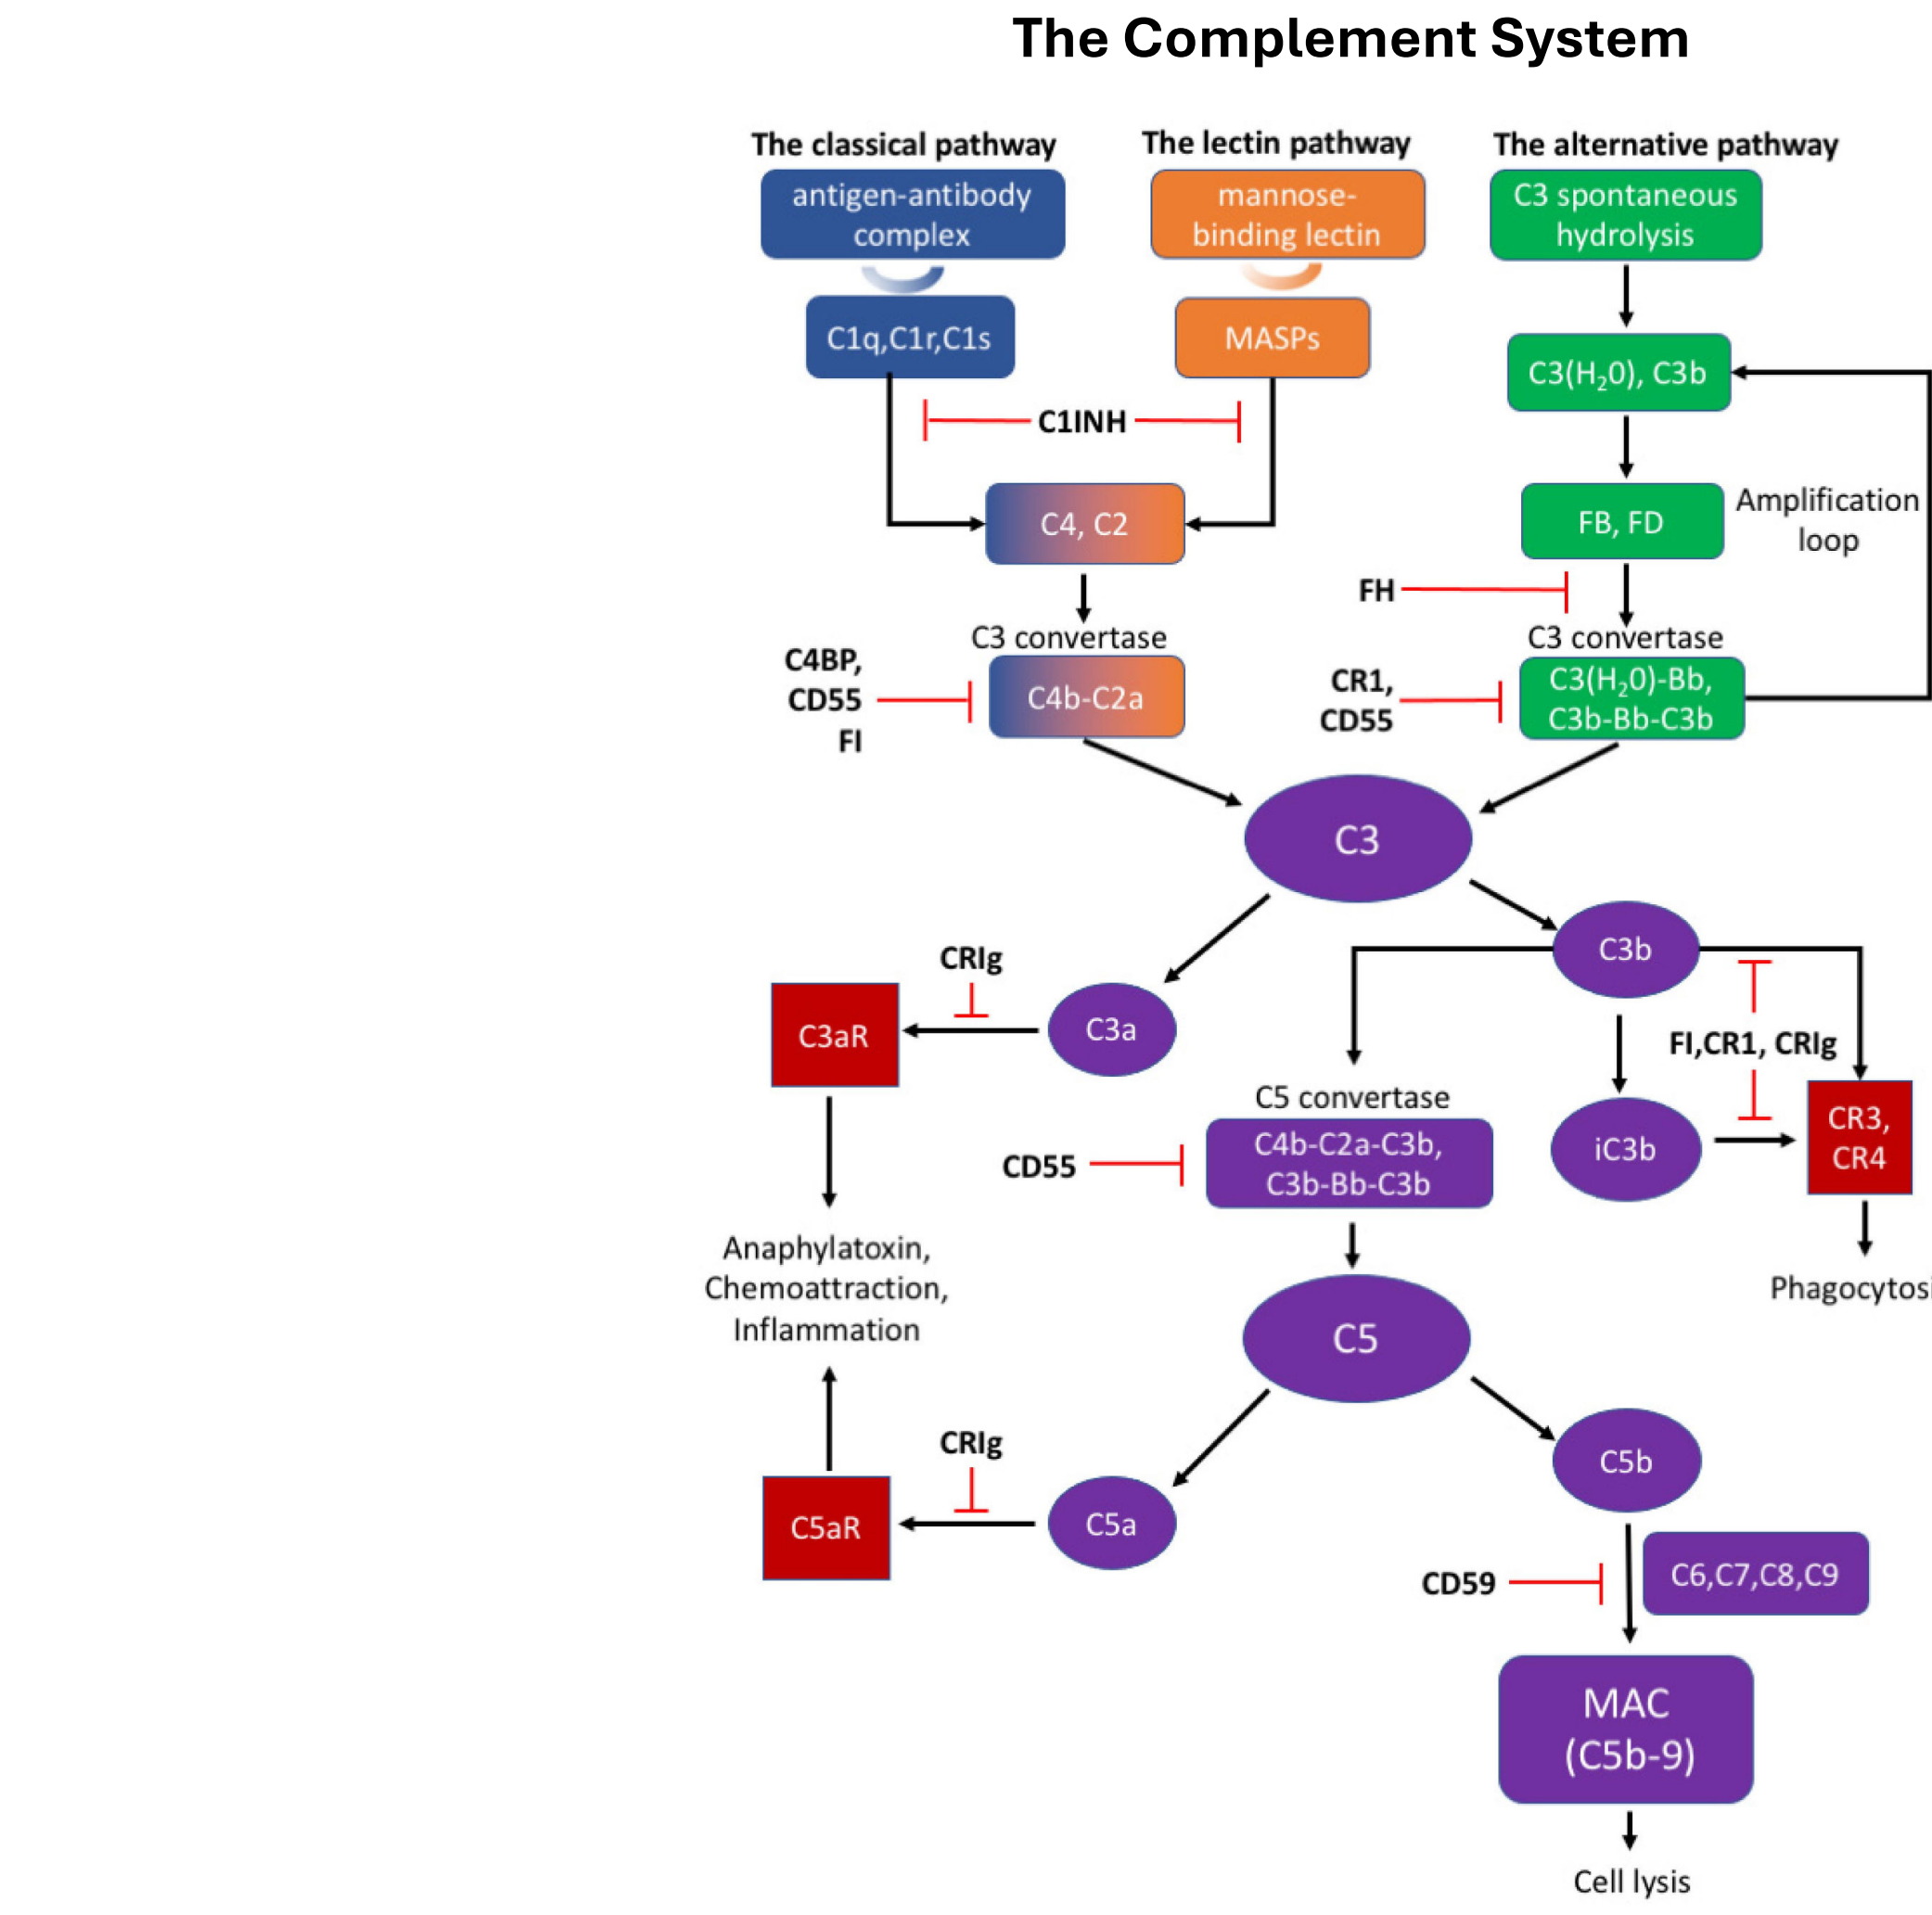 The Complement System
The classical pathway
antigen-antibody
complex
C1q,C1r,C1s
The lectin pathway
mannose-
binding lectin
MASPs
The alternative pathway
C3 spontaneous
hydrolysis
C3(H₂0), C3b
C1INH
C4, C2
FB, FD
Amplification
loop
FH
C3 convertase
C4b-C2a
C4BP,
CD55
FI
C3 convertase
C3(H₂0)-Bb,
C3b-Bb-C3b
CR1,
CD55
C3
C3b
CRIg
C3aR
C3a
FI,CR1, CRIg
C5 convertase
C4b-C2a-C3b,
C3b-Bb-C3b
CD55
iC3b
CR3,
CR4
Anaphylatoxin,
Chemoattraction,
Inflammation
Phagocytosi
C5
CRIg
C5aR
C5a
C5b
CD59
C6,C7,C8,C9
MAC
(C5b-9)
Cell lysis